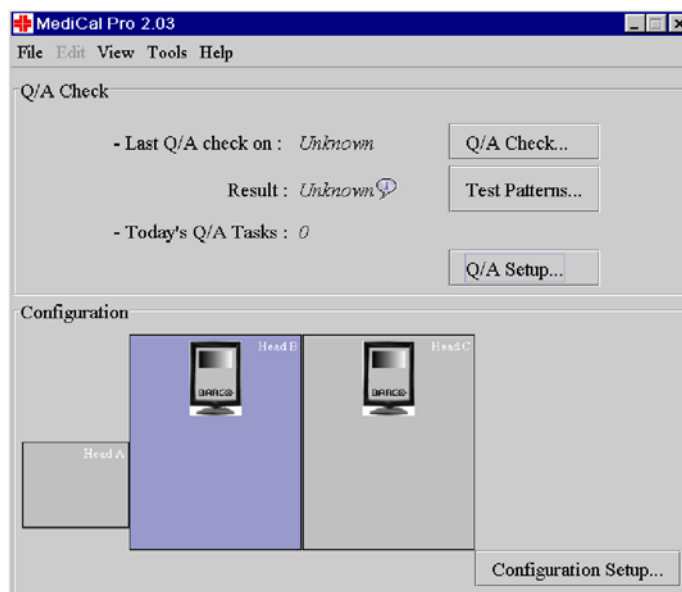 MediCal Pro 2.03
File Edit View Tools Help
Q/A Check
- Last Q/A check on : Unknown
Q/A Check...
Result : Unknown
Test Patterns...
- Today's Q/A Tasks : 0
Q/A Setup...
Configuration
Head B
Head C
BARCO
BARCO
Head A
Configuration Setup...